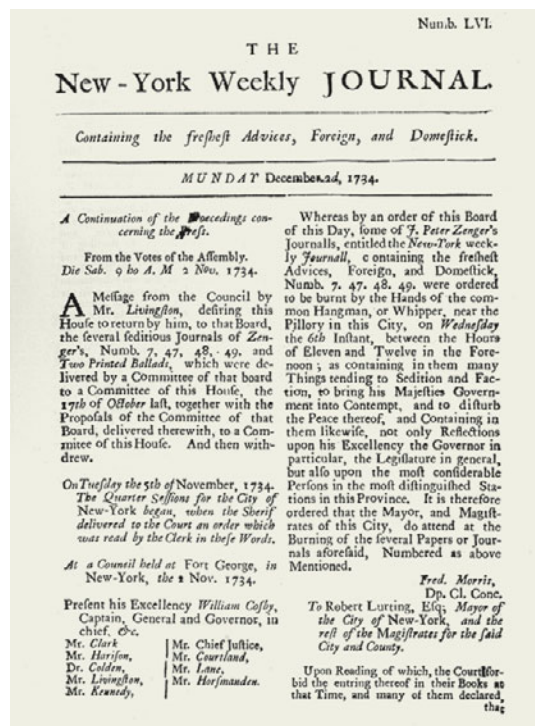 Numb. LVI.
THE
New-York Weekly JOURNAL.
Containing the freſheſt Advices, Foreign, and Domeſtick.
MUNDAY December 2d, 1734.
A Continuation of the Proecedings con-
cerning the Preſs.
From the Votes of the Aſſembly.
Die Sab. 9 ho A. M 2 Nov. 1734.
A Meſſage from the Council by
Mr. Livingſton, deſiring this
Houſe to return by him, to that Board,
the ſeveral ſeditious Journals of Zen-
ger's, Numb. 7, 47, 48, 49. and
Two Printed Ballads, which were de-
livered by a Committee of that board
to a Committee of this Houſe, the
17th of October laſt, together with the
Propoſals of the Committee of that
Board, delivered therewith, to a Com-
mitee of this Houſe. And then with-
drew.
On Tueſday the 5th of November, 1734.
The Quarter Seſſions for the City of
New-York began, when the Sherif
delivered to the Court an order which
was read by the Clerk in theſe Words.
At a Council held at Fort George, in
New-York, the 2 Nov. 1734.
Preſent his Excellency William Coſby,
Captain, General and Governor, in
chief, &c.
Mr. Clark
Mr. Hariſon,
Dr. Colden,
Mr. Livingſton,
Mr. Kennedy,
Mr. Chief Juſtice,
Mr. Courtland,
Mr. Lane,
Mr. Horſmanden.
Whereas by an order of this Board
of this Day, ſome of J. Peter Zenger's
Journalls, entitled the New-York week-
ly Journall, containing the freſheſt
Advices, Foreign, and Domeſtick,
Numb. 7. 47. 48. 49. were ordered
to be burnt by the Hands of the com-
mon Hangman, or Whipper, near the
Pillory in this City, on Wedneſday
the 6th Inſtant, between the Hours
of Eleven and Twelve in the Fore-
noon; as containing in them many
Things tending to Sedition and Fac-
tion, to bring his Majeſties Govern-
ment into Contempt, and to diſturb
the Peace thereof, and Containing in
them likewiſe, not only Reflections
upon his Excellency the Governor in
particular, the Legiſlature in general,
but alſo upon the moſt conſiderable
Perſons in the moſt diſtinguiſhed Sta-
tions in this Province. It is therefore
ordered that the Mayor, and Magiſt-
rates of this City, do attend at the
Burning of the ſeveral Papers or Jour-
nals aforeſaid, Numbered as above
Mentioned.
Fred. Morris,
Dp. Cl. Conc.
To Robert Lurting, Eſq; Mayor of
the City of New-York, and the
reſt of the Magiſtrates for the ſaid
City and County.
Upon Reading of which, the Court for-
bid the entring thereof in their Books at
that Time, and many of them declared,
that